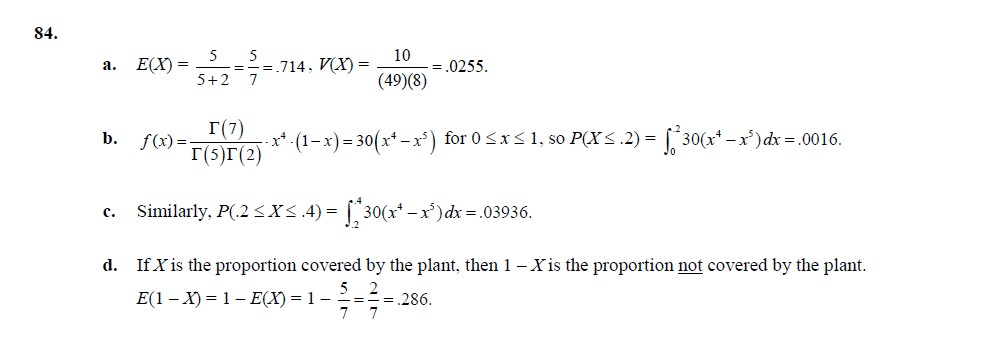 84.
a. E(X) = 5/(5+2) = 5/7 = .714, V(X) = 10/((49)(8)) = .0255.
b. f(x) = Γ(7)/(Γ(5)Γ(2)) · x⁴ · (1−x) = 30(x⁴ − x⁵) for 0 ≤ x ≤ 1, so P(X ≤ .2) = ∫₀^.2 30(x⁴ − x⁵)dx = .0016.
c. Similarly, P(.2 ≤ X ≤ .4) = ∫.2^.4 30(x⁴ − x⁵)dx = .03936.
d. If X is the proportion covered by the plant, then 1 – X is the proportion not covered by the plant.
E(1 – X) = 1 – E(X) = 1 – 5/7 = 2/7 = .286.